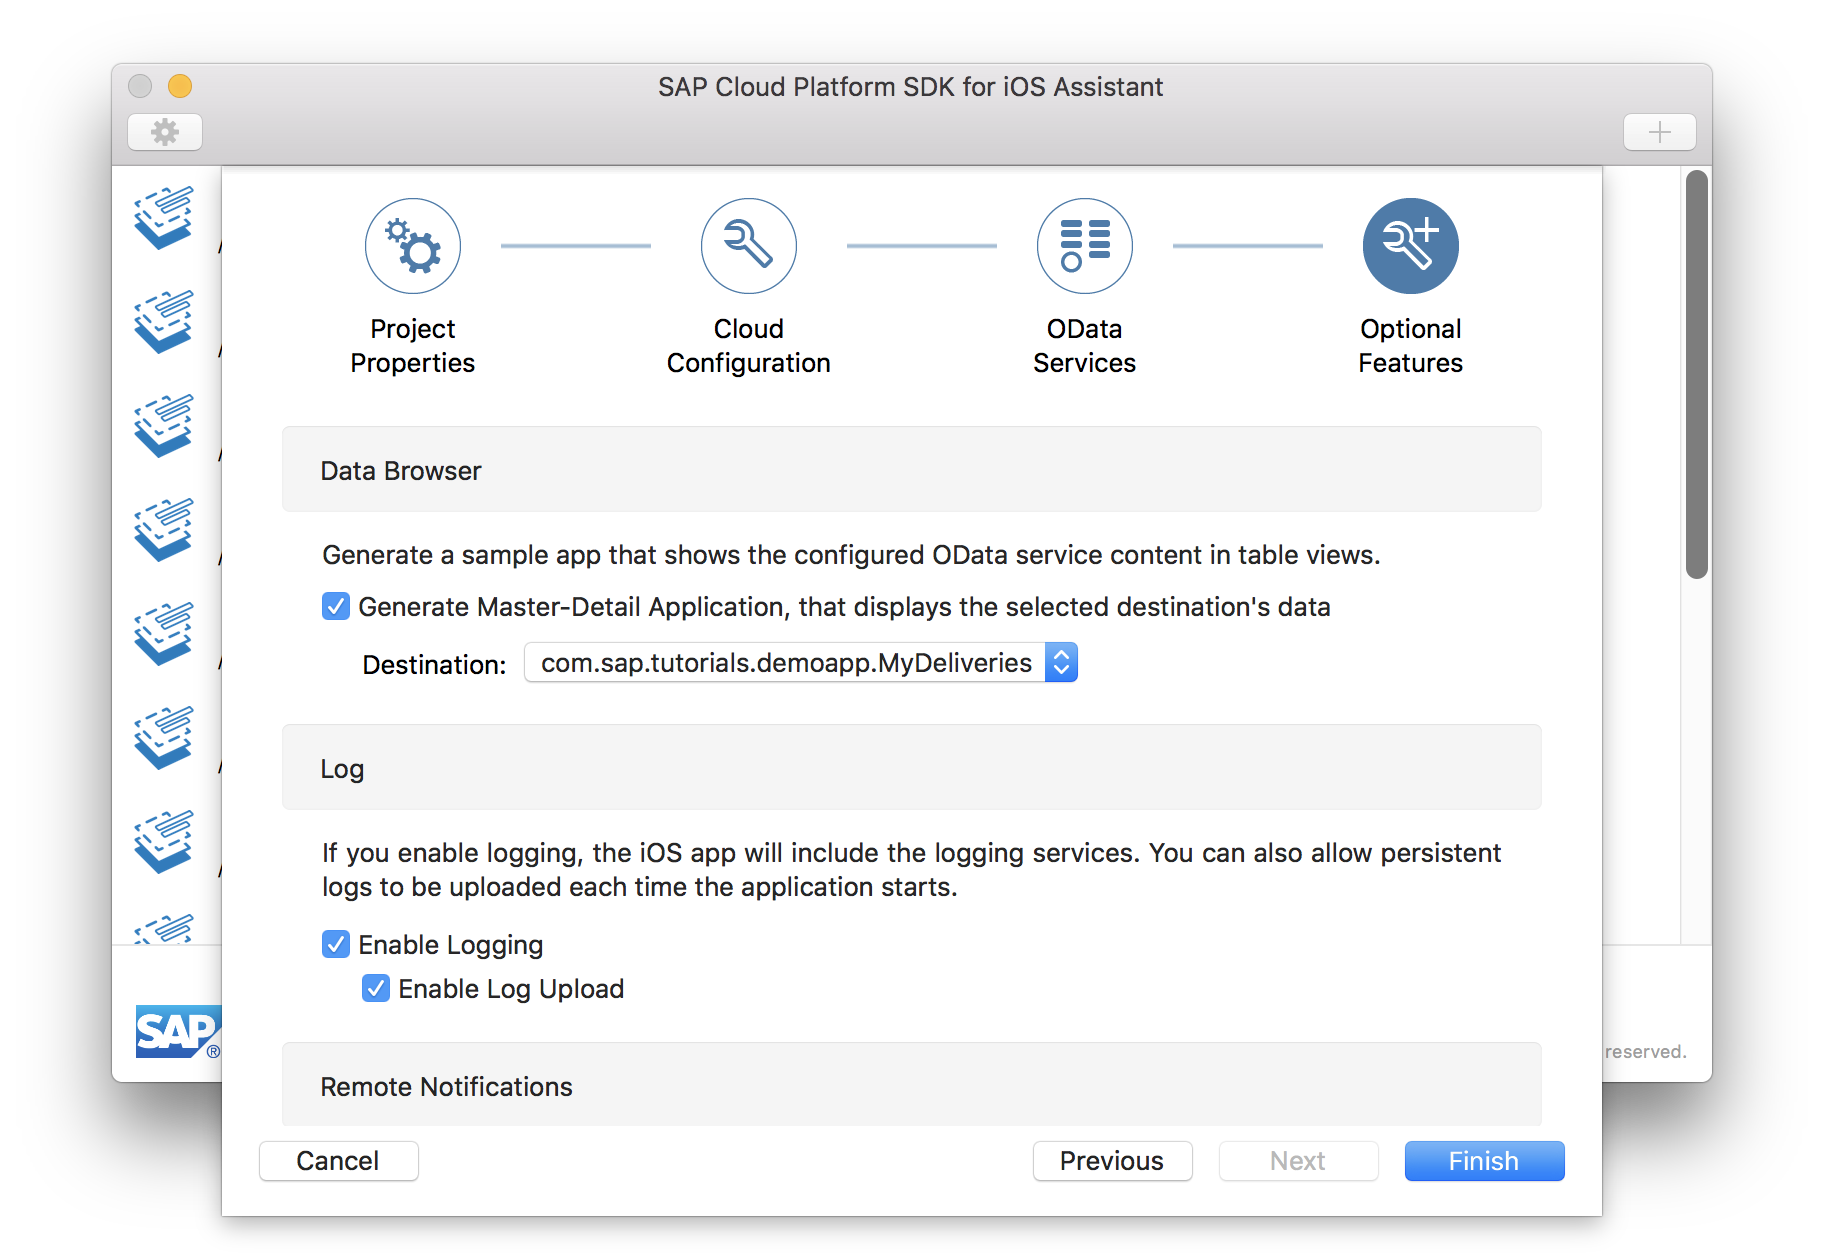 SAP Cloud Platform SDK for iOS Assistant
Project
Properties
Cloud
Configuration
OData
Services
Optional
Features
Data Browser
Generate a sample app that shows the configured OData service content in table views.
Generate Master-Detail Application, that displays the selected destination's data
Destination: com.sap.tutorials.demoapp.MyDeliveries
Log
If you enable logging, the iOS app will include the logging services. You can also allow persistent
logs to be uploaded each time the application starts.
Enable Logging
Enable Log Upload
SAP®
reserved.
Remote Notifications
Cancel
Previous
Next
Finish